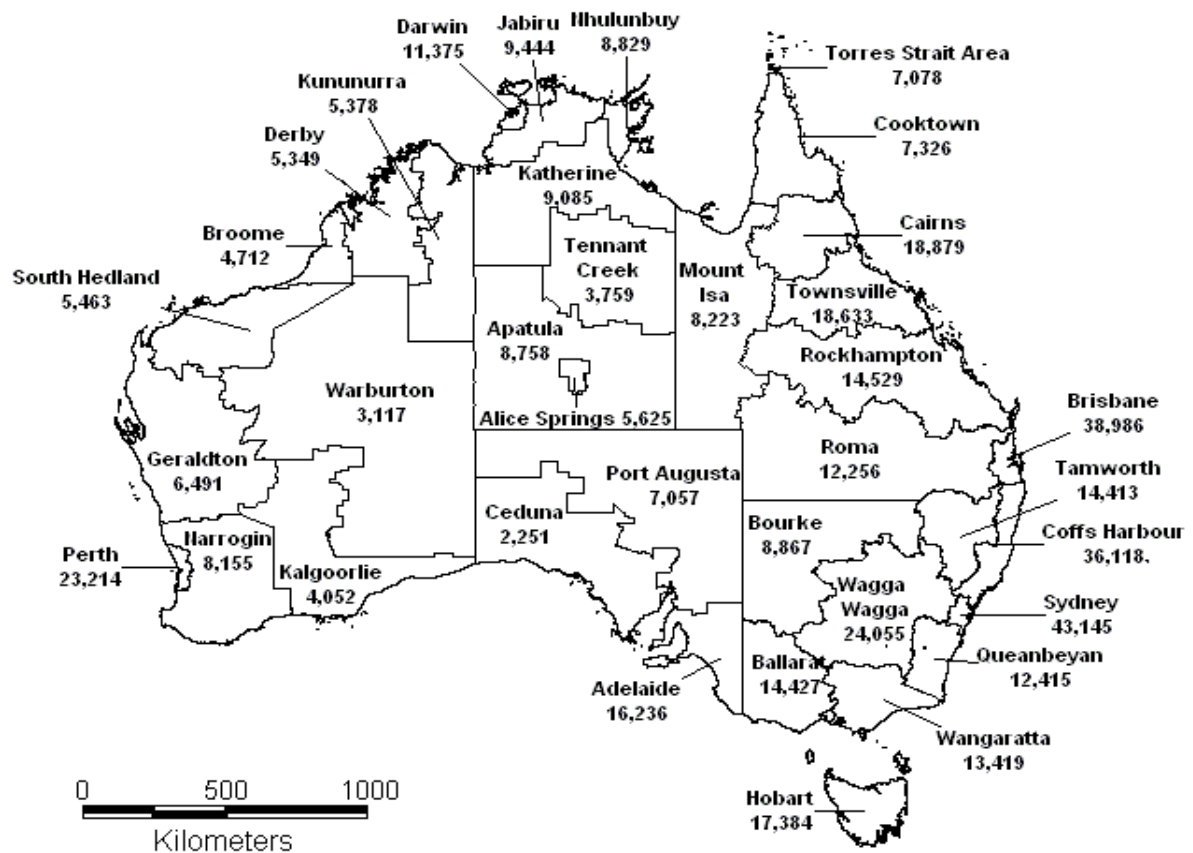 Darwin
11,375
Jabiru
9,444
Nhulunbuy
8,829
Torres Strait Area
7,078
Kununurra
5,378
Cooktown
7,326
Derby
5,349
Katherine
9,085
Broome
4,712
Cairns
18,879
South Hedland
5,463
Tennant
Creek
3,759
Mount
Isa
8,223
Townsville
18,633
Apatula
8,758
Rockhampton
14,529
Warburton
3,117
Alice Springs 5,625
Brisbane
38,986
Roma
12,256
Geraldton
6,491
Port Augusta
7,057
Tamworth
14,413
Ceduna
2,251
Bourke
8,867
Coffs Harbour
36,118.
Narrogin
8,155
Perth
23,214
Kalgoorlie
4,052
Wagga
Wagga
24,055
Sydney
43,145
Queanbeyan
12,415
Ballarat
14,427
Adelaide
16,236
Wangaratta
13,419
Hobart
17,384
0 500 1000
Kilometers